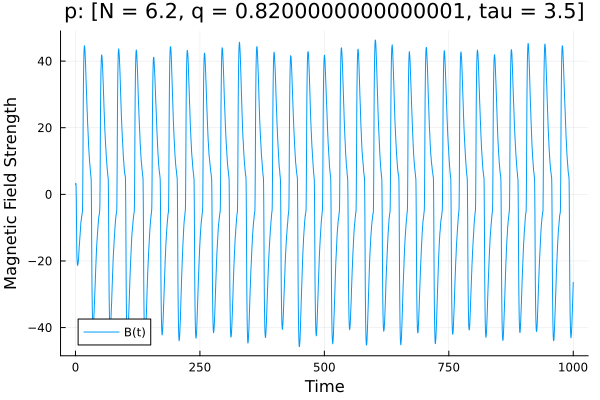 p: [N = 6.2, q = 0.8200000000000001, tau = 3.5]
Magnetic Field Strength
40
20
0
−20
−40
B(t)
0
250
500
750
1000
Time